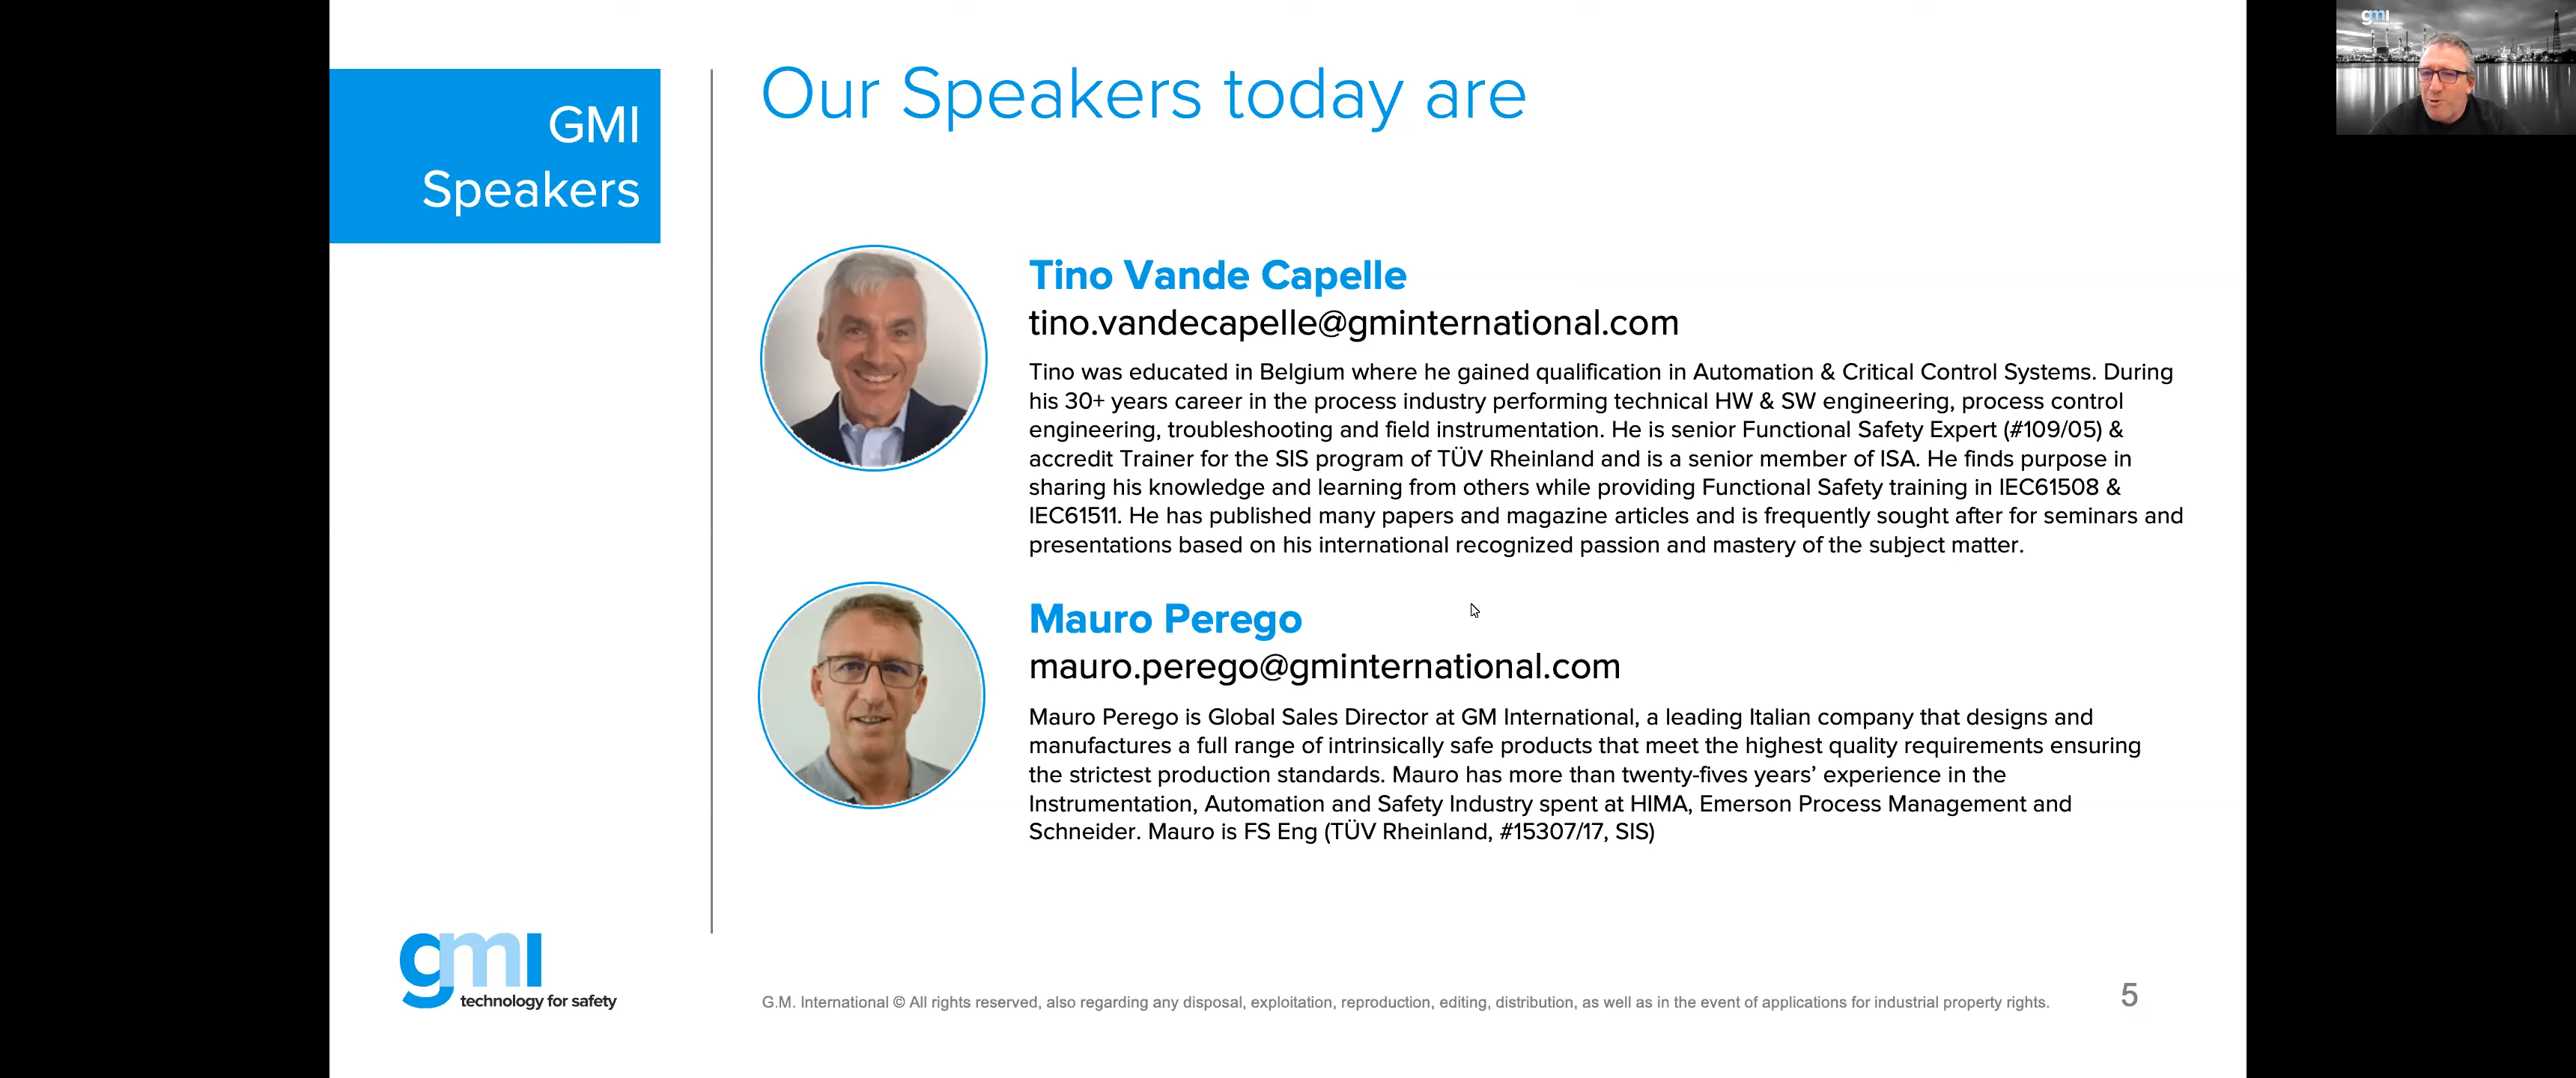 GMI
Speakers
Our Speakers today are
Tino Vande Capelle
tino.vandecapelle@gminternational.com
Tino was educated in Belgium where he gained qualification in Automation & Critical Control Systems. During
his 30+ years career in the process industry performing technical HW & SW engineering, process control
engineering, troubleshooting and field instrumentation. He is senior Functional Safety Expert (#109/05) &
accredit Trainer for the SIS program of TÜV Rheinland and is a senior member of ISA. He finds purpose in
sharing his knowledge and learning from others while providing Functional Safety training in IEC61508 &
IEC61511. He has published many papers and magazine articles and is frequently sought after for seminars and
presentations based on his international recognized passion and mastery of the subject matter.
Mauro Perego
mauro.perego@gminternational.com
Mauro Perego is Global Sales Director at GM International, a leading Italian company that designs and
manufactures a full range of intrinsically safe products that meet the highest quality requirements ensuring
the strictest production standards. Mauro has more than twenty-fives years’ experience in the
Instrumentation, Automation and Safety Industry spent at HIMA, Emerson Process Management and
Schneider. Mauro is FS Eng (TÜV Rheinland, #15307/17, SIS)
gmI
technology for safety
G.M. International © All rights reserved, also regarding any disposal, exploitation, reproduction, editing, distribution, as well as in the event of applications for industrial property rights.
5
gmI